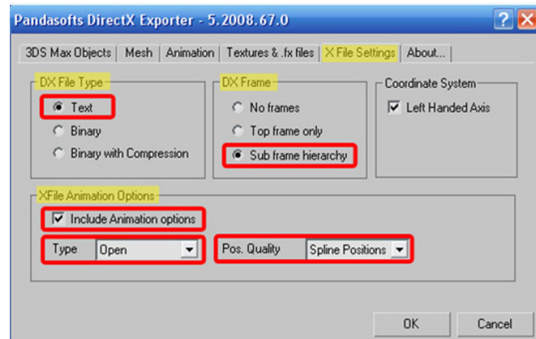 Pandasofts DirectX Exporter - 5.2008.67.0
3DS Max Objects Mesh Animation Textures & .fx files X File Settings About...
DX File Type
Text
Binary
Binary with Compression
DX Frame
No frames
Top frame only
Sub frame hierarchy
Coordinate System
Left Handed Axis
XFile Animation Options
Include Animation options
Type Open Pos. Quality Spline Positions
OK Cancel